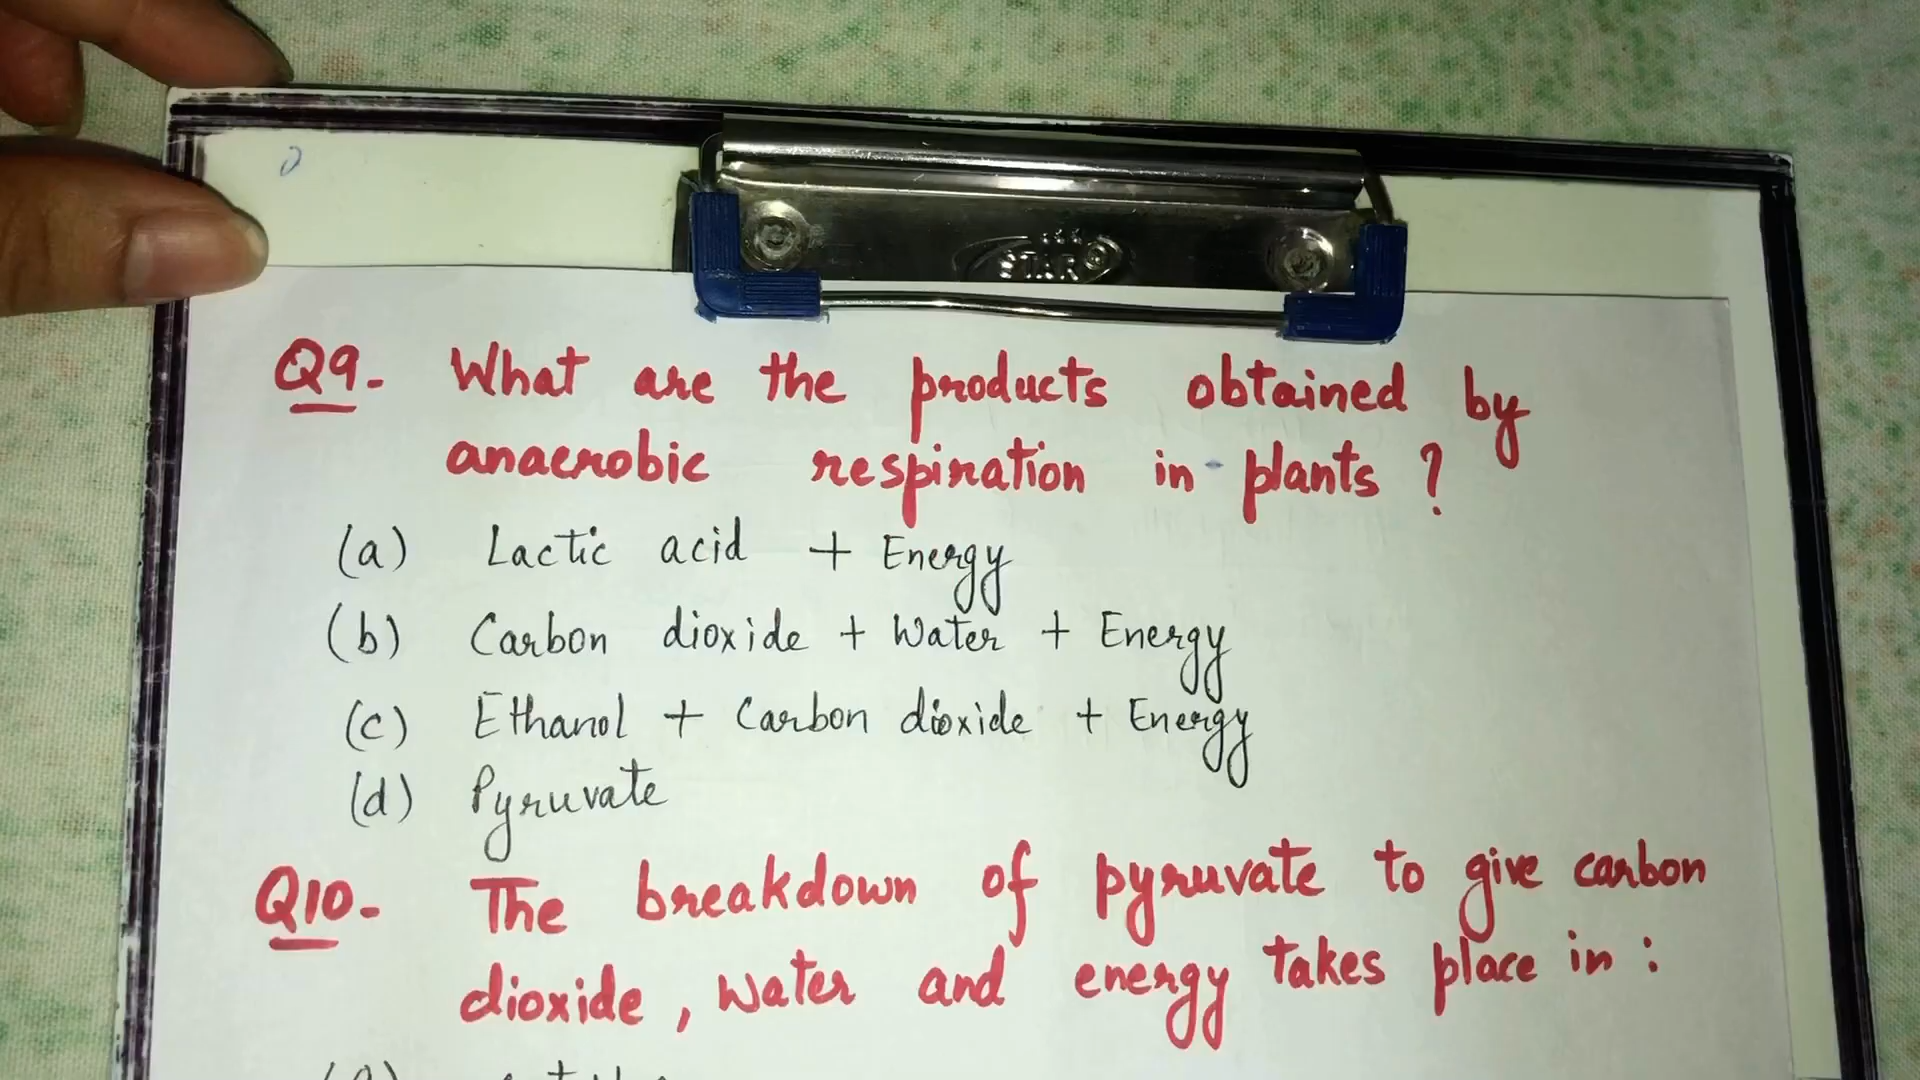 STAR
Q9- What are the products obtained by
anaerobic respiration in plants ?
(a) Lactic acid + Energy
(b) Carbon dioxide + Water + Energy
(c) Ethanol + Carbon dioxide + Energy
(d) Pyruvate
Q10- The breakdown of pyruvate to give carbon
dioxide, water and energy takes place in :